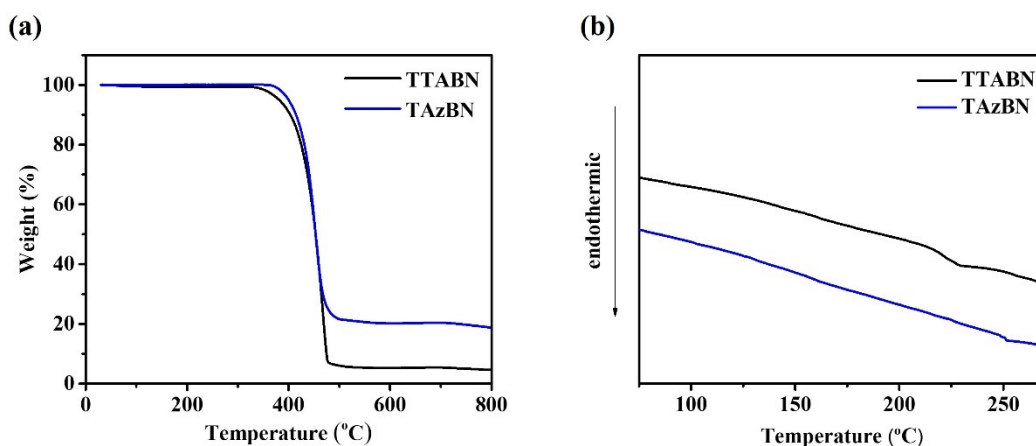 (a)
TTABN
TAzBN
100
80
60
40
20
0
Weight (%)
0
200
400
600
800
Temperature (°C)
(b)
TTABN
TAzBN
endothermic
100
150
200
250
Temperature (°C)